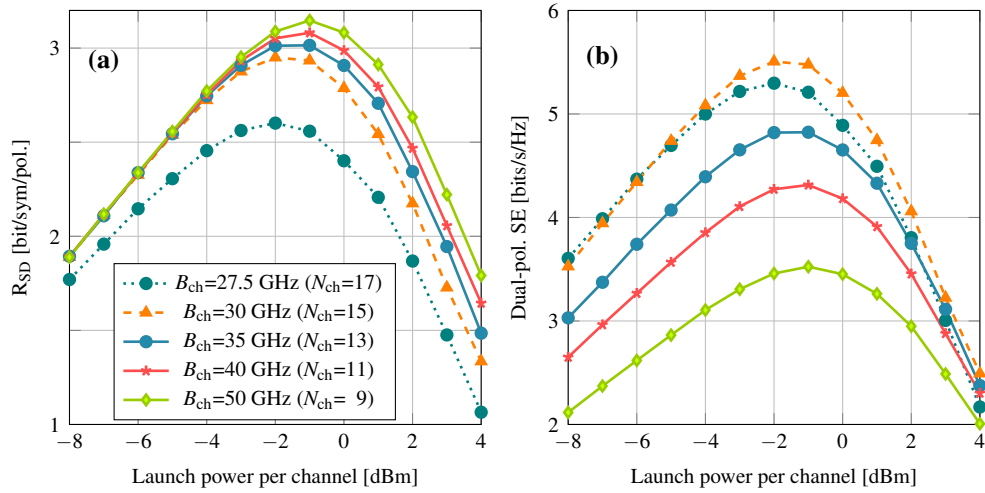 (a)
R_SD [bit/sym/pol.]
3
2
1
−8 −6 −4 −2 0 2 4
Launch power per channel [dBm]
B_ch=27.5 GHz (N_ch=17)
B_ch=30 GHz (N_ch=15)
B_ch=35 GHz (N_ch=13)
B_ch=40 GHz (N_ch=11)
B_ch=50 GHz (N_ch= 9)
(b)
Dual-pol. SE [bits/s/Hz]
6
5
4
3
2
−8 −6 −4 −2 0 2 4
Launch power per channel [dBm]